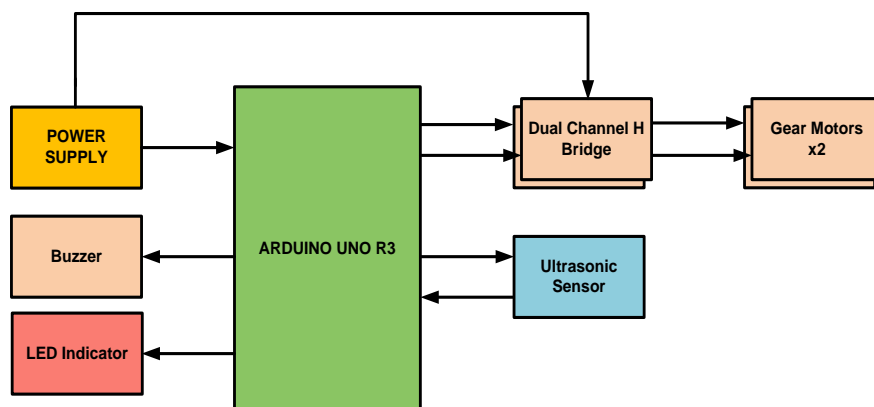 POWER
SUPPLY
Dual Channel H
Bridge
Gear Motors
x2
Buzzer
ARDUINO UNO R3
Ultrasonic
Sensor
LED Indicator